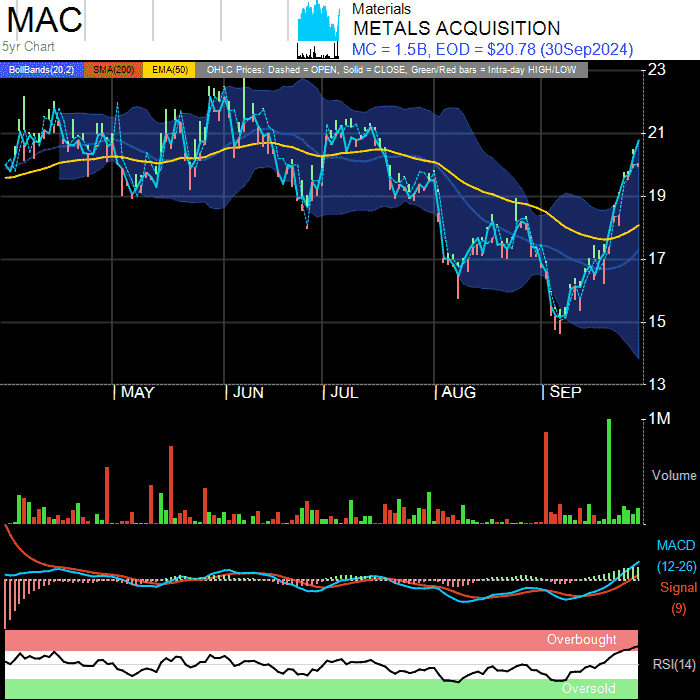 MAC
5yr Chart
Materials
METALS ACQUISITION
MC = 1.5B, EOD = $20.78 (30Sep2024)
BollBands(20,2) SMA(200) EMA(50) OHLC Prices: Dashed = OPEN, Solid = CLOSE, Green/Red bars = Intra-day HIGH/LOW
23
21
19
17
15
13
| MAY | JUN | JUL | AUG | SEP
1M
Volume
MACD
(12-26)
Signal
(9)
Overbought
RSI(14)
Oversold